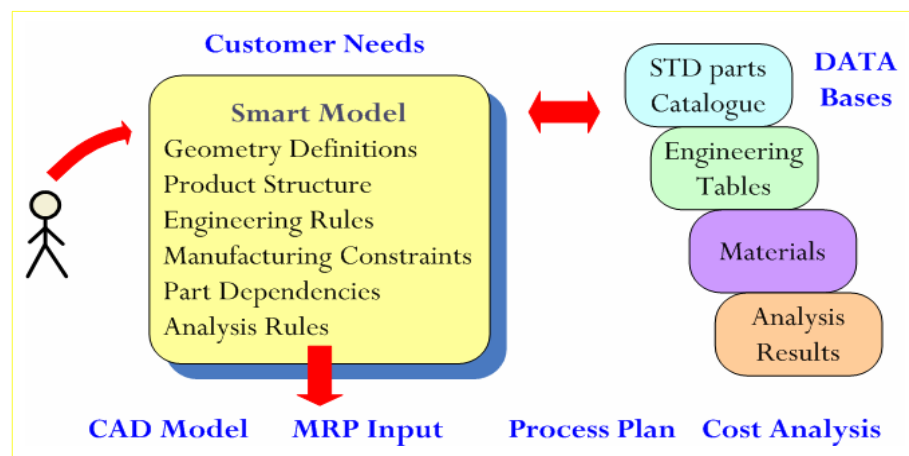 Customer Needs
Smart Model
Geometry Definitions
Product Structure
Engineering Rules
Manufacturing Constraints
Part Dependencies
Analysis Rules
STD parts
Catalogue
DATA
Bases
Engineering
Tables
Materials
Analysis
Results
CAD Model MRP Input Process Plan Cost Analysis